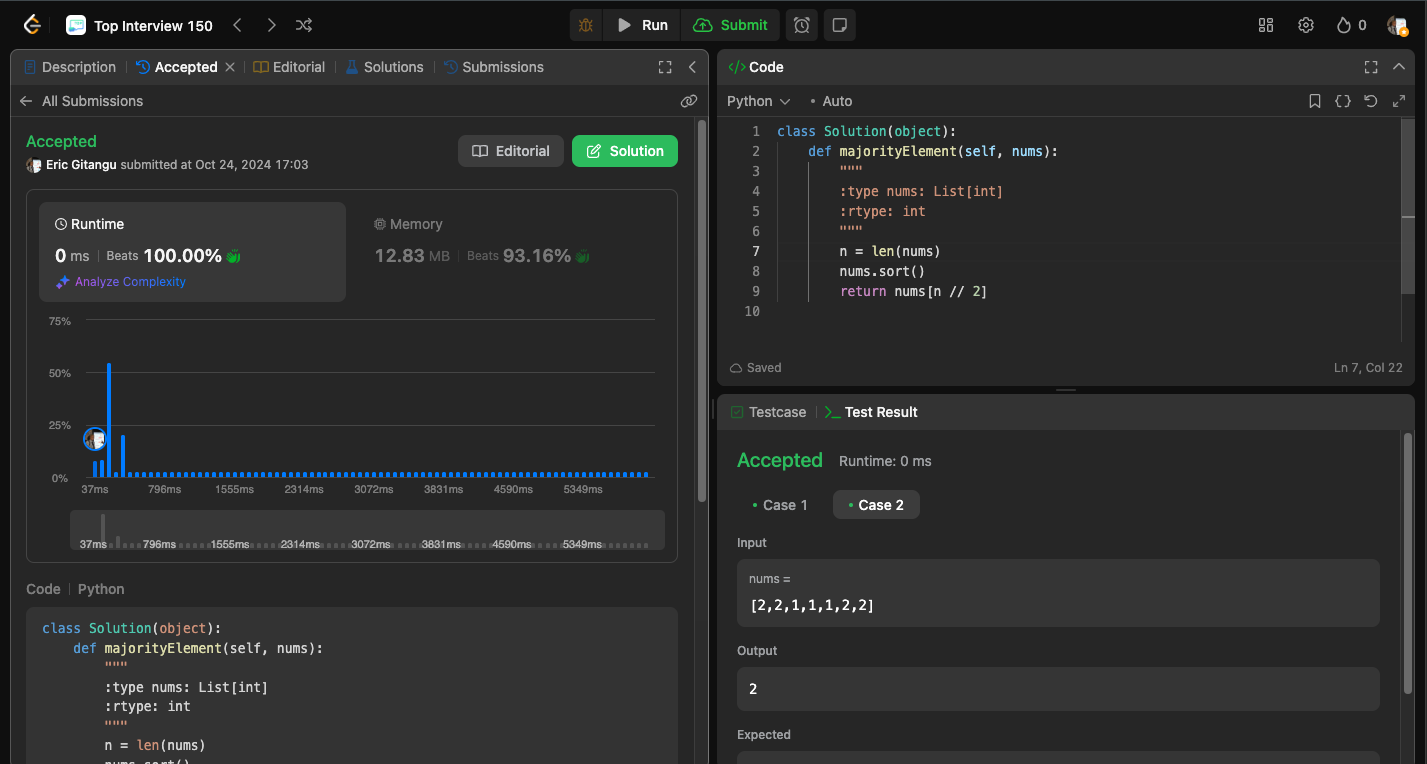 Top Interview 150
Run
Submit
0
Description
Accepted
Editorial
Solutions
Submissions
All Submissions
Accepted
Eric Gitangu submitted at Oct 24, 2024 17:03
Editorial
Solution
Runtime
0 ms | Beats 100.00%
Analyze Complexity
Memory
12.83 MB | Beats 93.16%
75%
50%
25%
0%
37ms 796ms 1555ms 2314ms 3072ms 3831ms 4590ms 5349ms
37ms 796ms 1555ms 2314ms 3072ms 3831ms 4590ms 5349ms
Code | Python
class Solution(object):
    def majorityElement(self, nums):
        """
        :type nums: List[int]
        :rtype: int
        """
        n = len(nums)
        nums.sort()
</> Code
Python
Auto
1 class Solution(object):
2     def majorityElement(self, nums):
3         """
4         :type nums: List[int]
5         :rtype: int
6         """
7         n = len(nums)
8         nums.sort()
9         return nums[n // 2]
10
Saved
Ln 7, Col 22
Testcase
>_ Test Result
Accepted Runtime: 0 ms
• Case 1
• Case 2
Input
nums =
[2,2,1,1,1,2,2]
Output
2
Expected